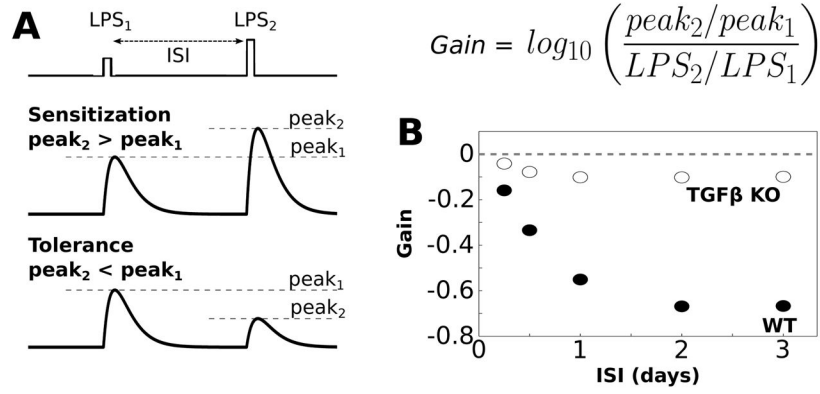 A
LPS₁
LPS₂
ISI
Sensitization
peak₂ > peak₁
peak₂
peak₁
Tolerance
peak₂ < peak₁
peak₁
peak₂
Gain = log₁₀ ( peak₂/peak₁ / LPS₂/LPS₁ )
B
0
-0.2
-0.4
-0.6
-0.8
Gain
TGFβ KO
WT
0 1 2 3
ISI (days)